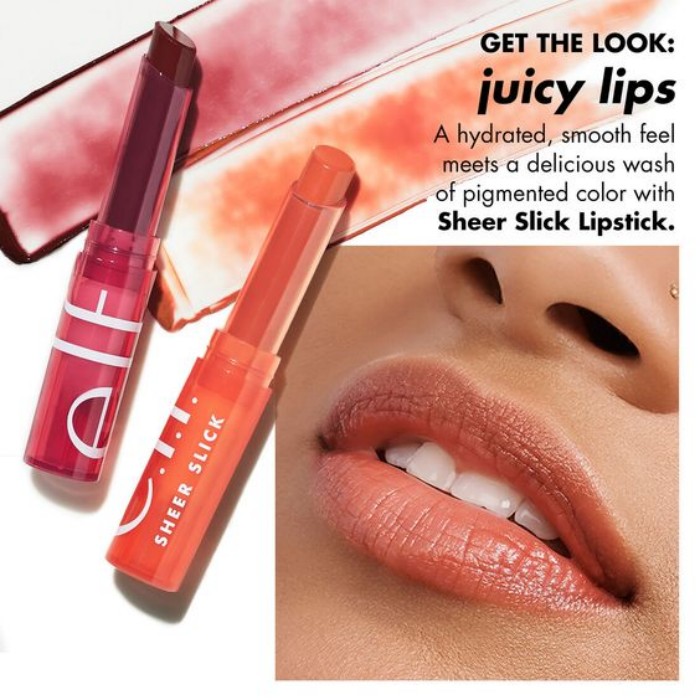 GET THE LOOK:
juicy lips
A hydrated, smooth feel
meets a delicious wash
of pigmented color with
Sheer Slick Lipstick.
elf
e.l.f.
SHEER SLICK